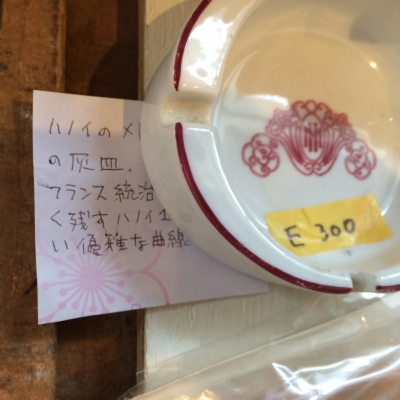 ハノイのメ
の灰皿.
フランス統治
く残すハノイ
い優雅な曲線。
E 300